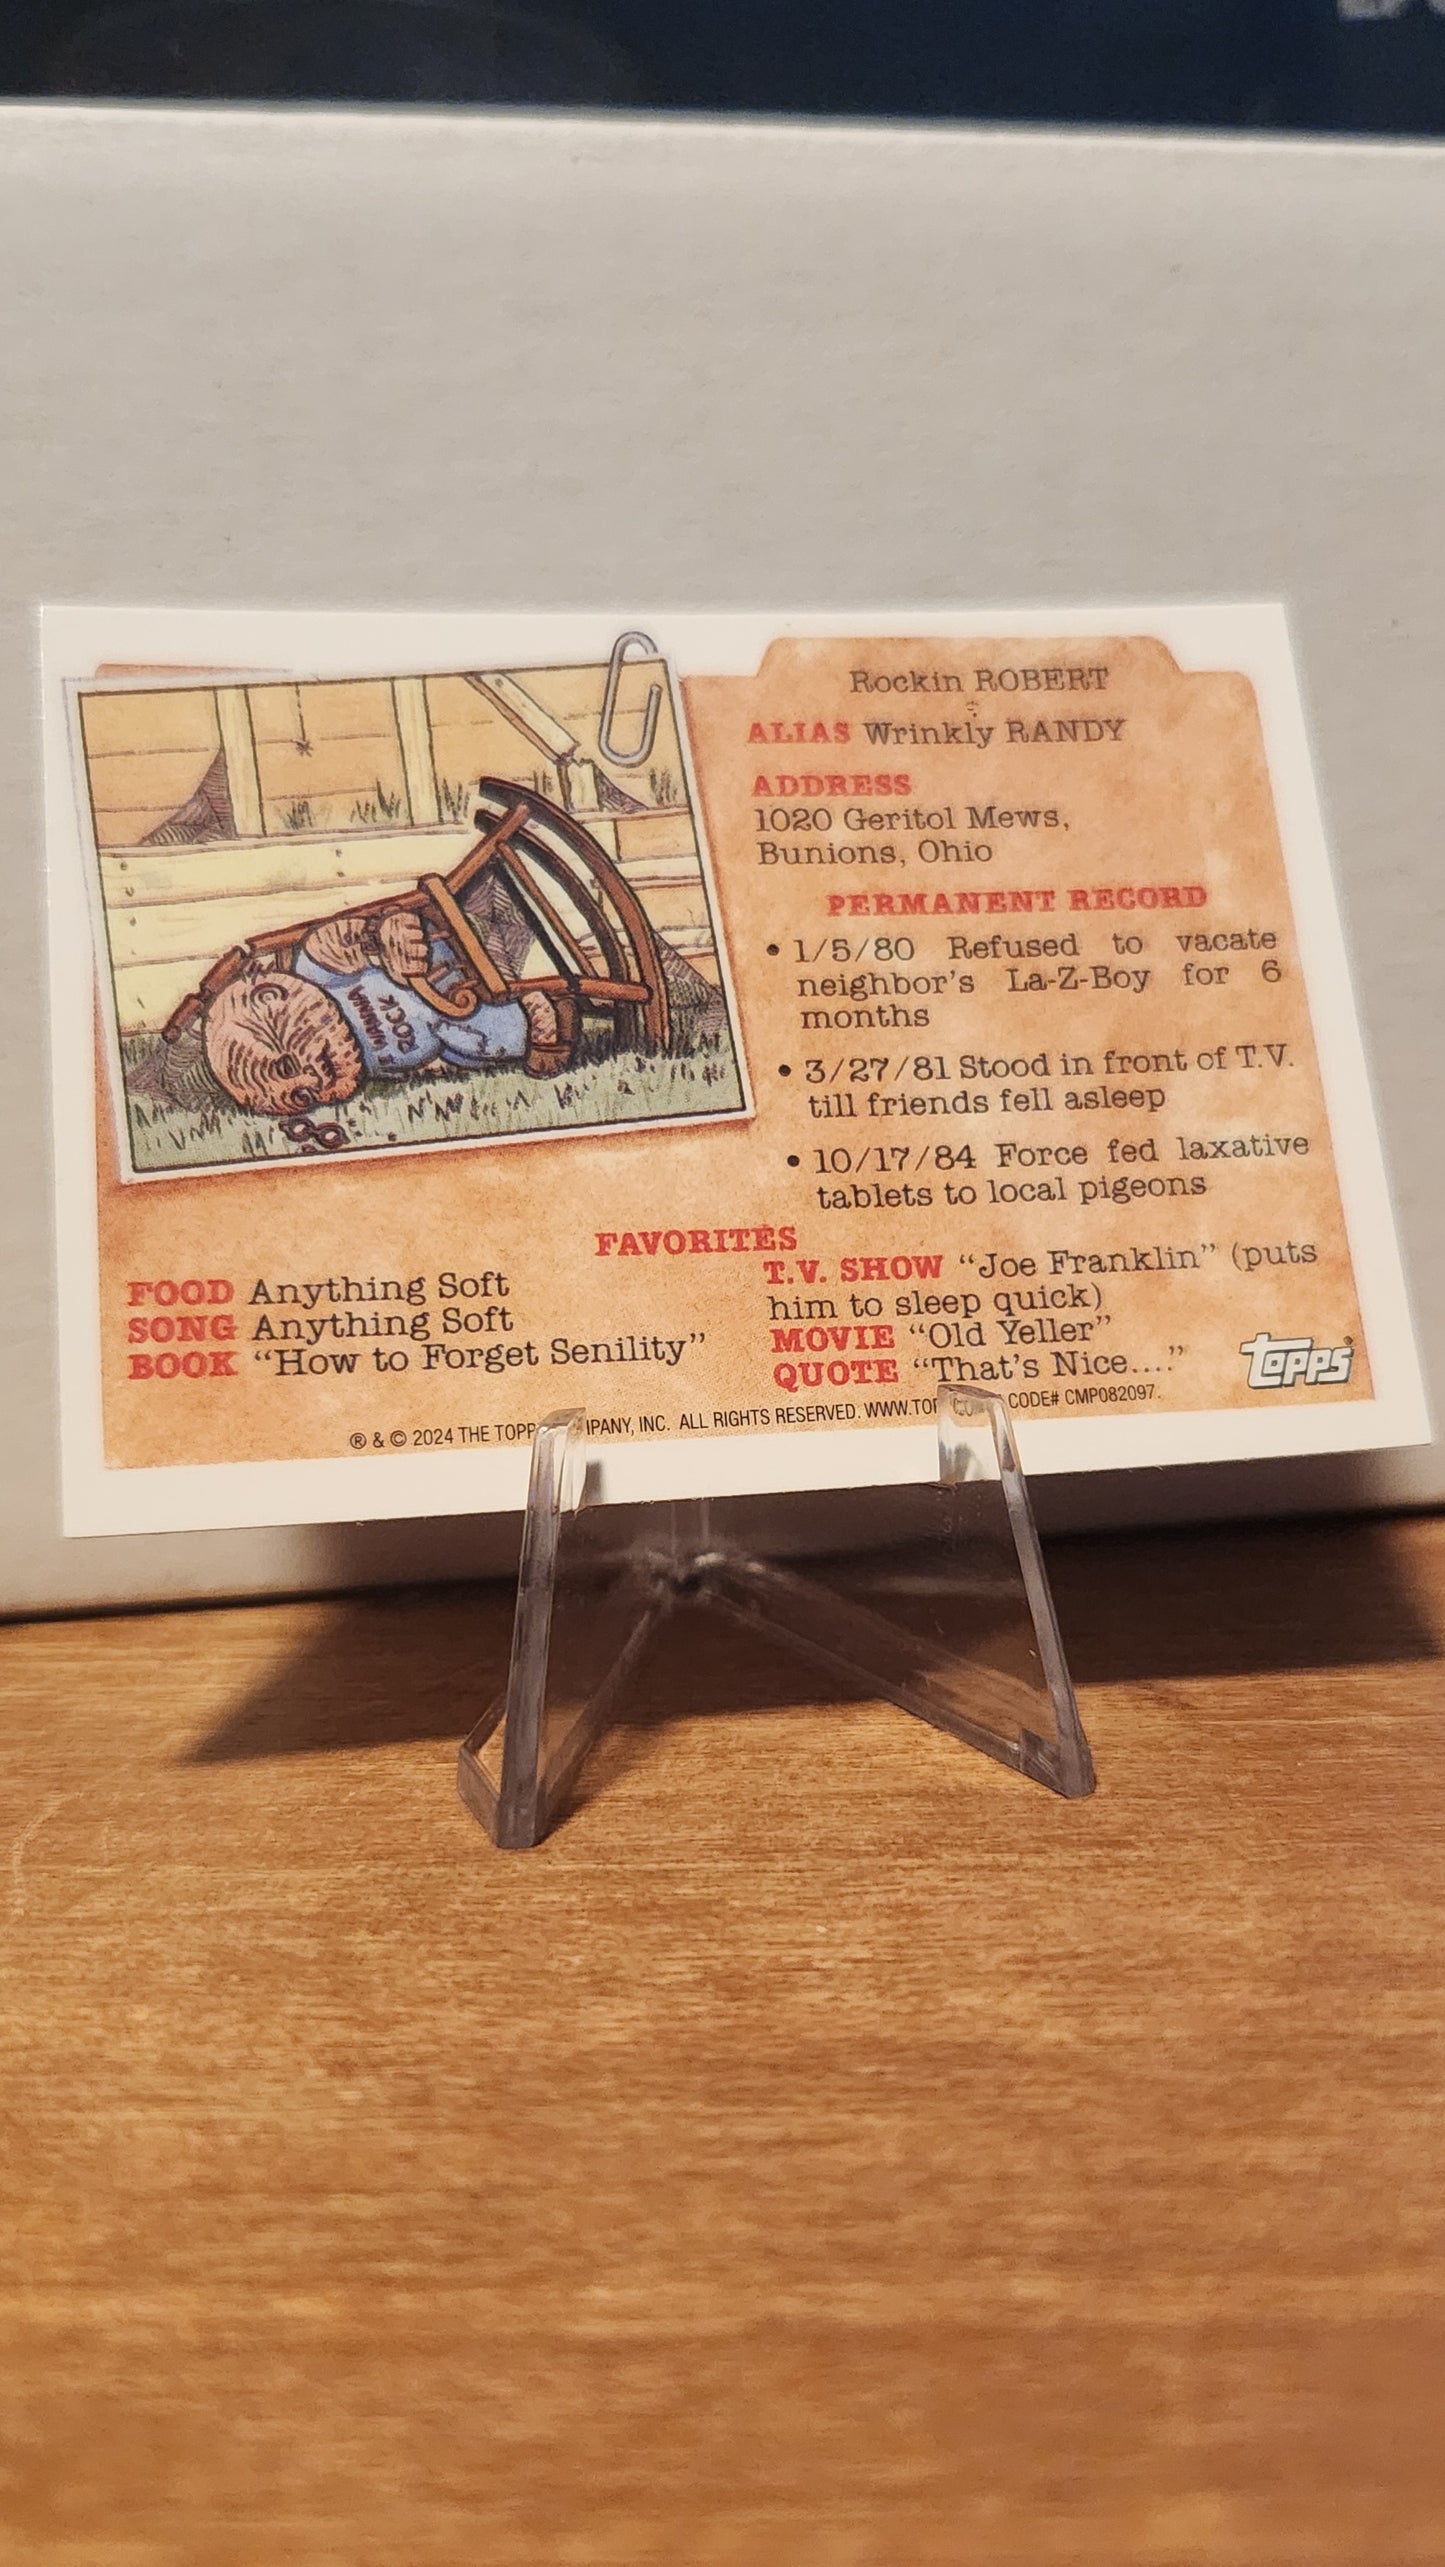 Rockin ROBERT
ALIAS Wrinkly RANDY
ADDRESS
1020 Geritol Mews,
Bunions, Ohio
PERMANENT RECORD
• 1/5/80 Refused to vacate
neighbor's La-Z-Boy for 6
months
• 3/27/81 Stood in front of T.V.
till friends fell asleep
• 10/17/84 Force fed laxative
tablets to local pigeons
I WANNA
ROCK
FAVORITES
FOOD Anything Soft
SONG Anything Soft
BOOK “How to Forget Senility”
T.V. SHOW “Joe Franklin” (puts
him to sleep quick)
MOVIE “Old Yeller”
QUOTE “That's Nice....”
Topps®
® & © 2024 THE INC. ALL RIGHTS RESERVED. CODE# CMP082097.